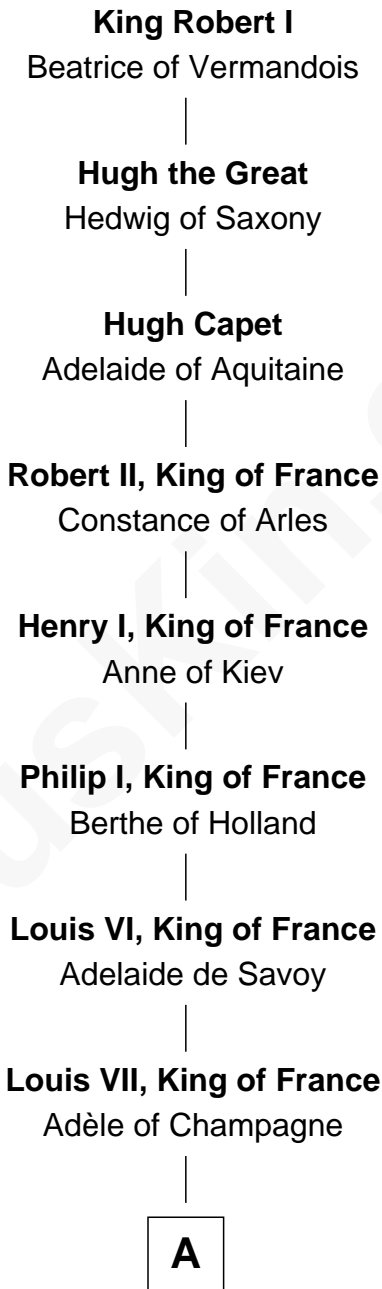 King Robert I
Beatrice of Vermandois
Hugh the Great
Hedwig of Saxony
Hugh Capet
Adelaide of Aquitaine
Robert II, King of France
Constance of Arles
Henry I, King of France
Anne of Kiev
Philip I, King of France
Berthe of Holland
Louis VI, King of France
Adelaide de Savoy
Louis VII, King of France
Adèle of Champagne
A